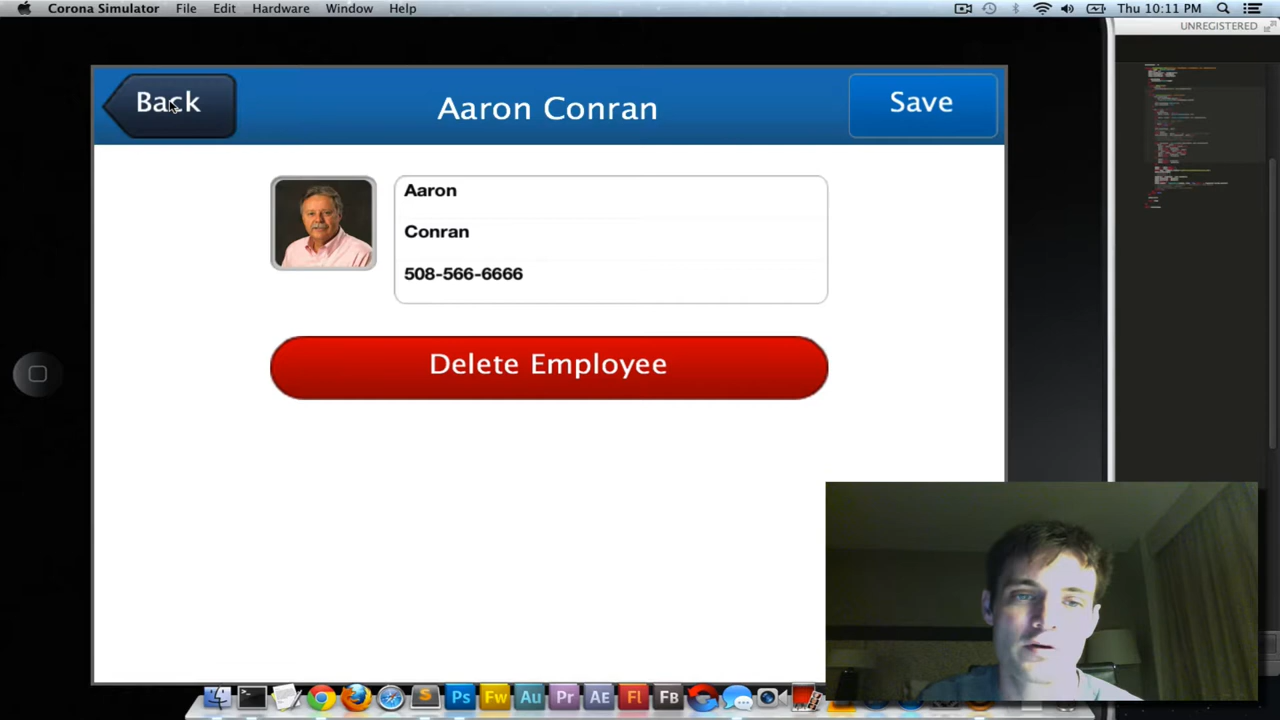 Corona Simulator File Edit Hardware Window Help Thu 10:11 PM
UNREGISTERED
Back Aaron Conran Save
Aaron
Conran
508-566-6666
Delete Employee
Ps Fw Au Pr AE Fl FB